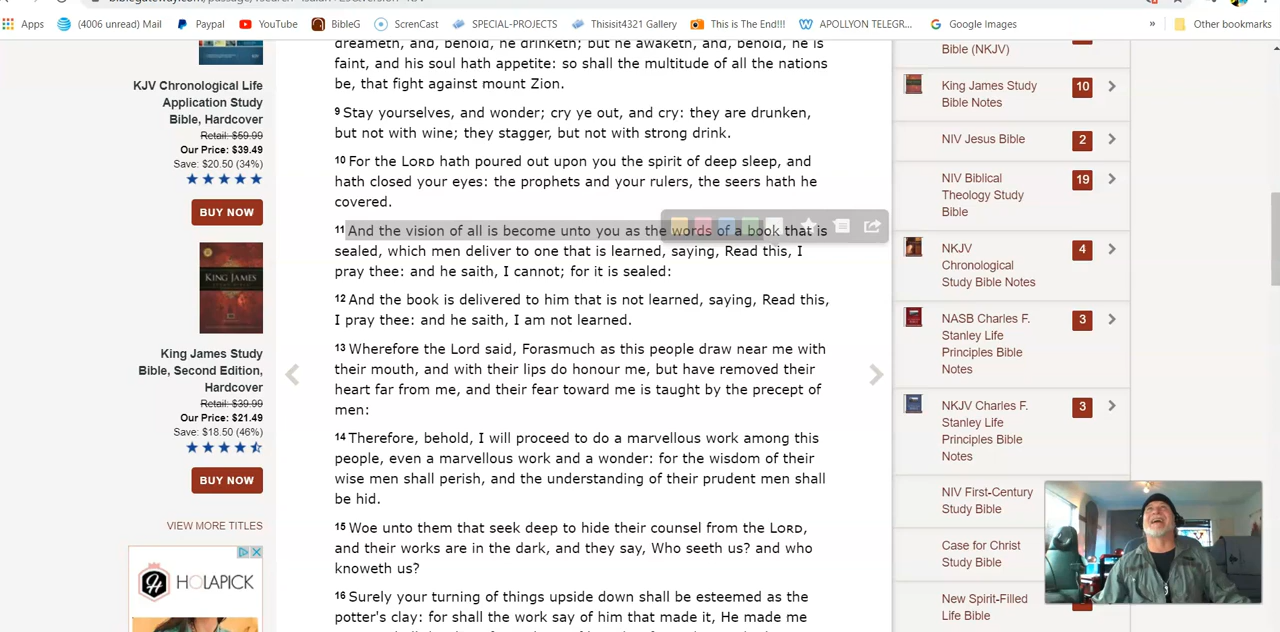 Apps
(4006 unread) Mail
Paypal
YouTube
BibleG
ScrenCast
SPECIAL-PROJECTS
Thisisit4321 Gallery
This is The End!!!
APOLLYON TELEGR...
Google Images
»
Other bookmarks
KJV Chronological Life
Application Study
Bible, Hardcover
Retail: $59.99
Our Price: $39.49
Save: $20.50 (34%)
BUY NOW
KING JAMES
King James Study
Bible, Second Edition,
Hardcover
Retail: $39.99
Our Price: $21.49
Save: $18.50 (46%)
BUY NOW
VIEW MORE TITLES
HOLAPICK
dreameth, and, behold, he drinketh; but he awaketh, and, behold, he is
faint, and his soul hath appetite: so shall the multitude of all the nations
be, that fight against mount Zion.
9 Stay yourselves, and wonder; cry ye out, and cry: they are drunken,
but not with wine; they stagger, but not with strong drink.
10 For the LORD hath poured out upon you the spirit of deep sleep, and
hath closed your eyes: the prophets and your rulers, the seers hath he
covered.
11 And the vision of all is become unto you as the words of a book that is
sealed, which men deliver to one that is learned, saying, Read this, I
pray thee: and he saith, I cannot; for it is sealed:
12 And the book is delivered to him that is not learned, saying, Read this,
I pray thee: and he saith, I am not learned.
13 Wherefore the Lord said, Forasmuch as this people draw near me with
their mouth, and with their lips do honour me, but have removed their
heart far from me, and their fear toward me is taught by the precept of
men:
14 Therefore, behold, I will proceed to do a marvellous work among this
people, even a marvellous work and a wonder: for the wisdom of their
wise men shall perish, and the understanding of their prudent men shall
be hid.
15 Woe unto them that seek deep to hide their counsel from the LORD,
and their works are in the dark, and they say, Who seeth us? and who
knoweth us?
16 Surely your turning of things upside down shall be esteemed as the
potter's clay: for shall the work say of him that made it, He made me
Bible (NKJV)
King James Study
Bible Notes
10
NIV Jesus Bible
2
NIV Biblical
Theology Study
Bible
19
NKJV
Chronological
Study Bible Notes
4
NASB Charles F.
Stanley Life
Principles Bible
Notes
3
NKJV Charles F.
Stanley Life
Principles Bible
Notes
3
NIV First-Century
Study Bible
Case for Christ
Study Bible
New Spirit-Filled
Life Bible